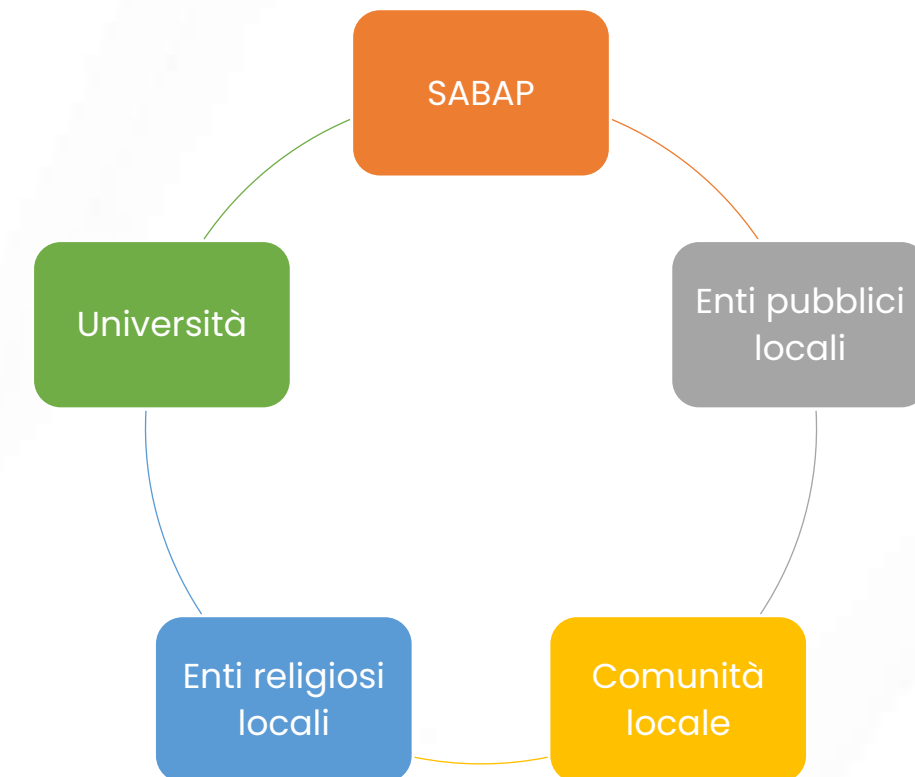 SABAP
Università
Enti pubblici
locali
Enti religiosi
locali
Comunità
locale